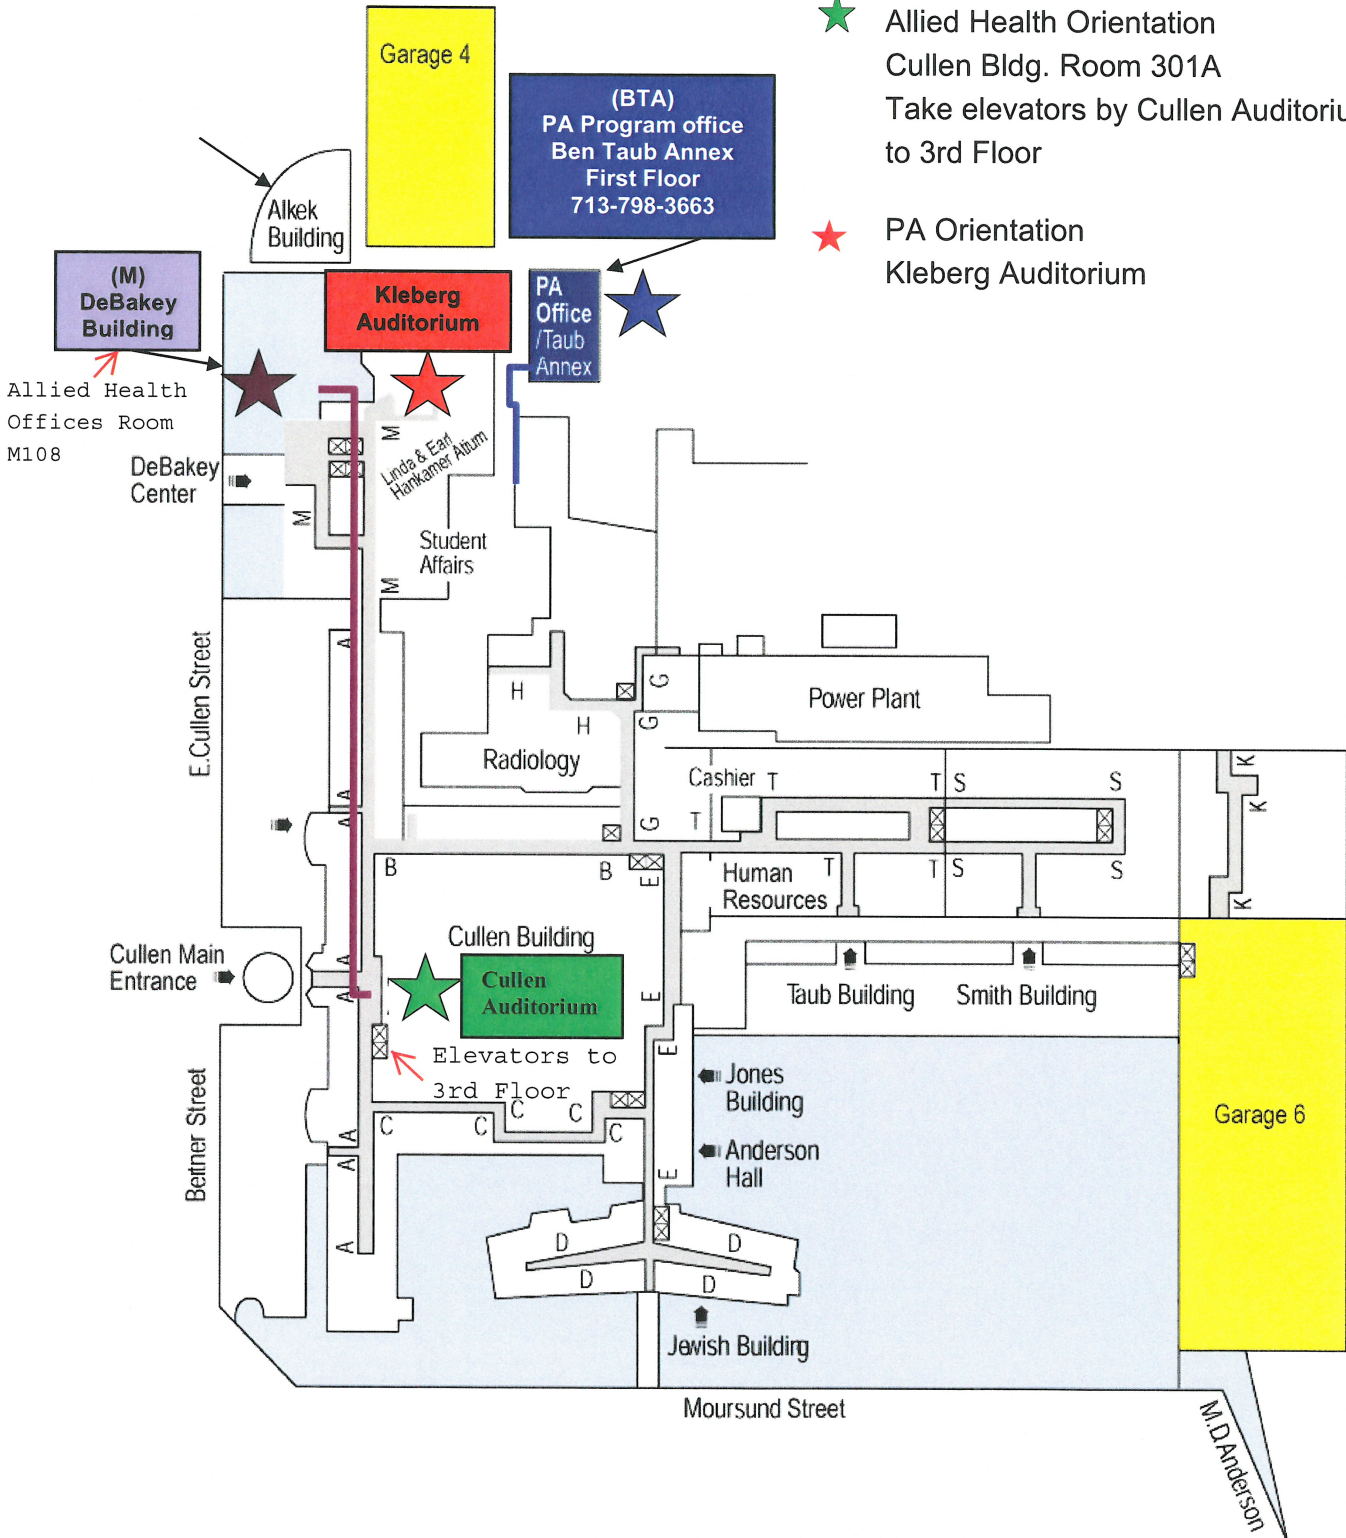 Garage 4
Allied Health Orientation
Cullen Bldg. Room 301A
Take elevators by Cullen
to 3rd Floor
PA Orientation
Kleberg Auditorium
(BTA)
PA Program office
Ben Taub Annex
First Floor
713-798-3663
Alkek
Building
(M)
DeBakey
Building
Kleberg
Auditorium
PA
Office
/Taub
Annex
Allied Health
Offices Room
M108
DeBakey
Center
M
Linda & Earl
Hankamer Atium
M
Student
Affairs
M
E.Cullen Street
A
H
H
G
G
Radiology
Power Plant
Cashier
T
T
S
S
K
K
A
A
G
T
B
B
E
Human
Resources
T
T
S
S
K
Cullen Main
Entrance
A
A
Cullen Building
Cullen
Auditorium
E
Taub Building
Smith Building
Elevators to
3rd Floor
E
Jones
Building
Garage 6
C
C
C
C
C
Anderson
Hall
E
Beitner Street
A
A
A
D
D
D
D
Jewish Building
Moursund Street
M.D.Anderson